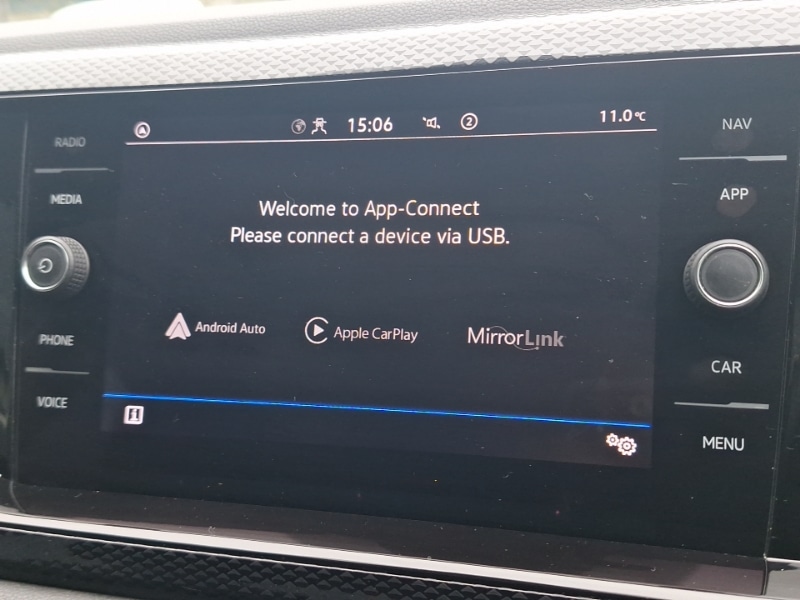 RADIO
MEDIA
PHONE
VOICE
15:06
2
11.0°C
Welcome to App-Connect
Please connect a device via USB.
Android Auto
Apple CarPlay
MirrorLink
NAV
APP
CAR
MENU